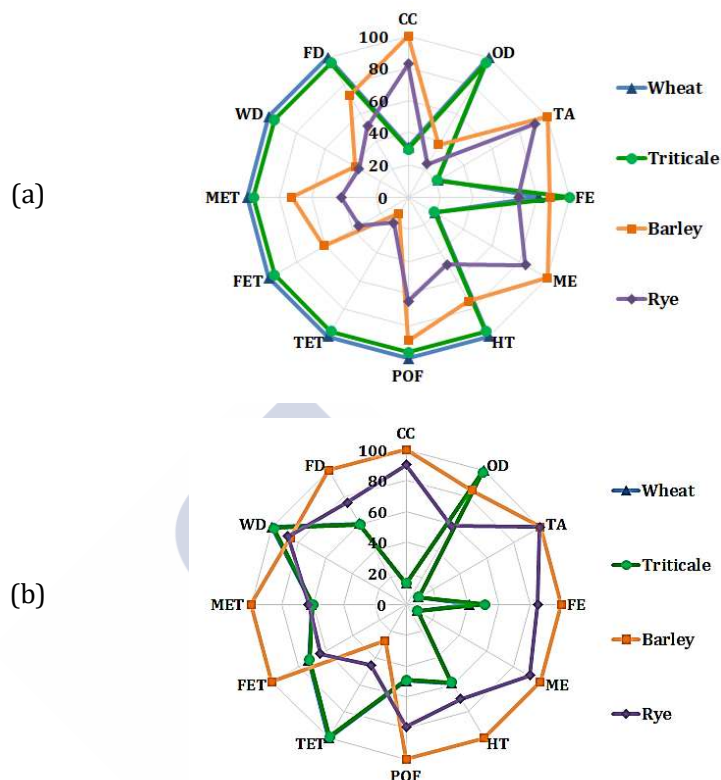 (a)
CC
OD
TA
FE
ME
HT
POF
TET
FET
MET
WD
FD
100
80
60
40
20
0
Wheat
Triticale
Barley
Rye
(b)
CC
OD
TA
FE
ME
HT
POF
TET
FET
MET
WD
FD
100
80
60
40
20
0
Wheat
Triticale
Barley
Rye